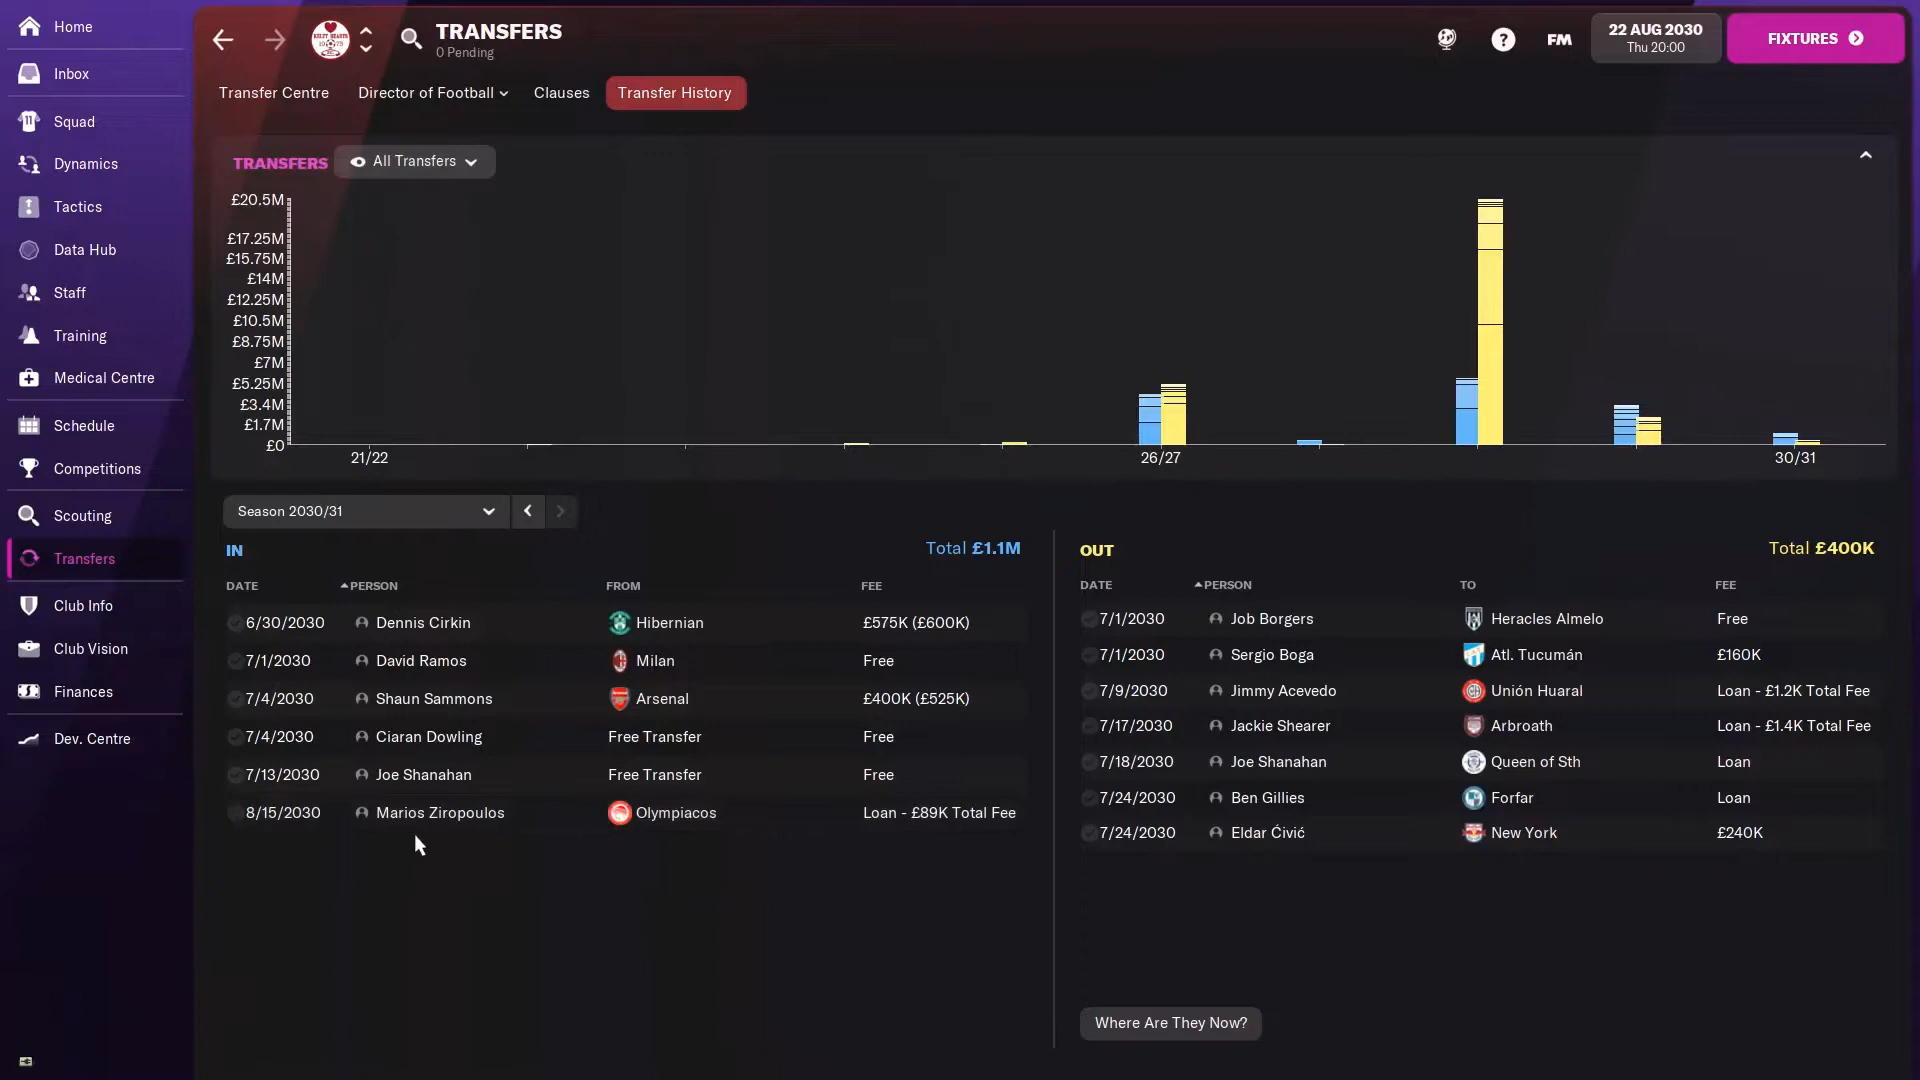 Home
Inbox
Squad
Dynamics
Tactics
Data Hub
Staff
Training
Medical Centre
Schedule
Competitions
Scouting
Transfers
Club Info
Club Vision
Finances
Dev. Centre
TRANSFERS
0 Pending
FM
22 AUG 2030
Thu 20:00
FIXTURES
Transfer Centre Director of Football Clauses Transfer History
TRANSFERS All Transfers
£20.5M
£17.25M
£15.75M
£14M
£12.25M
£10.5M
£8.75M
£7M
£5.25M
£3.4M
£1.7M
£0
21/22 26/27 30/31
Season 2030/31
IN Total £1.1M
DATE PERSON FROM FEE
6/30/2030 Dennis Cirkin Hibernian £575K (£600K)
7/1/2030 David Ramos Milan Free
7/4/2030 Shaun Sammons Arsenal £400K (£525K)
7/4/2030 Ciaran Dowling Free Transfer Free
7/13/2030 Joe Shanahan Free Transfer Free
8/15/2030 Marios Ziropoulos Olympiacos Loan - £89K Total Fee
OUT Total £400K
DATE PERSON TO FEE
7/1/2030 Job Borgers Heracles Almelo Free
7/1/2030 Sergio Boga Atl. Tucumán £160K
7/9/2030 Jimmy Acevedo Unión Huaral Loan - £1.2K Total Fee
7/17/2030 Jackie Shearer Arbroath Loan - £1.4K Total Fee
7/18/2030 Joe Shanahan Queen of Sth Loan
7/24/2030 Ben Gillies Forfar Loan
7/24/2030 Eldar Ćivić New York £240K
Where Are They Now?